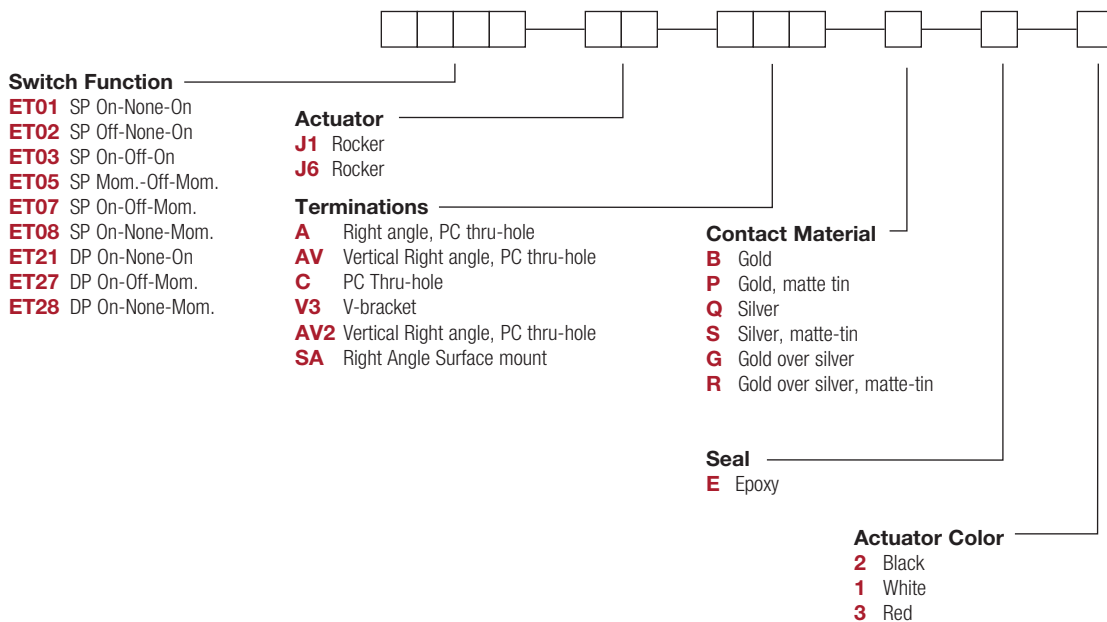 Switch Function
ET01 SP On-None-On
ET02 SP Off-None-On
ET03 SP On-Off-On
ET05 SP Mom.-Off-Mom.
ET07 SP On-Off-Mom.
ET08 SP On-None-Mom.
ET21 DP On-None-On
ET27 DP On-Off-Mom.
ET28 DP On-None-Mom.
Actuator
J1 Rocker
J6 Rocker
Terminations
A Right angle, PC thru-hole
AV Vertical Right angle, PC thru-hole
C PC Thru-hole
V3 V-bracket
AV2 Vertical Right angle, PC thru-hole
SA Right Angle Surface mount
Contact Material
B Gold
P Gold, matte tin
Q Silver
S Silver, matte-tin
G Gold over silver
R Gold over silver, matte-tin
Seal
E Epoxy
Actuator Color
2 Black
1 White
3 Red